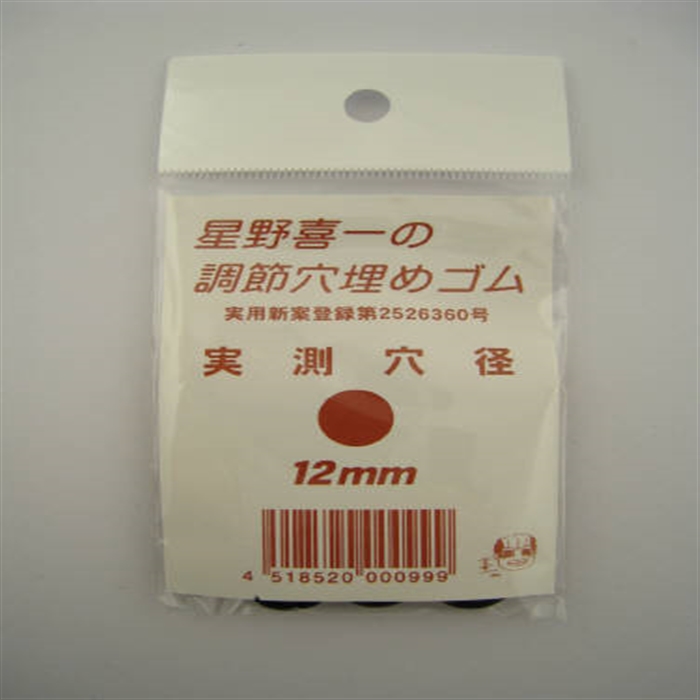 星野喜一の
調節穴埋めゴム
実用新案登録第2526360号
実測穴径
12mm
4 518520 000999